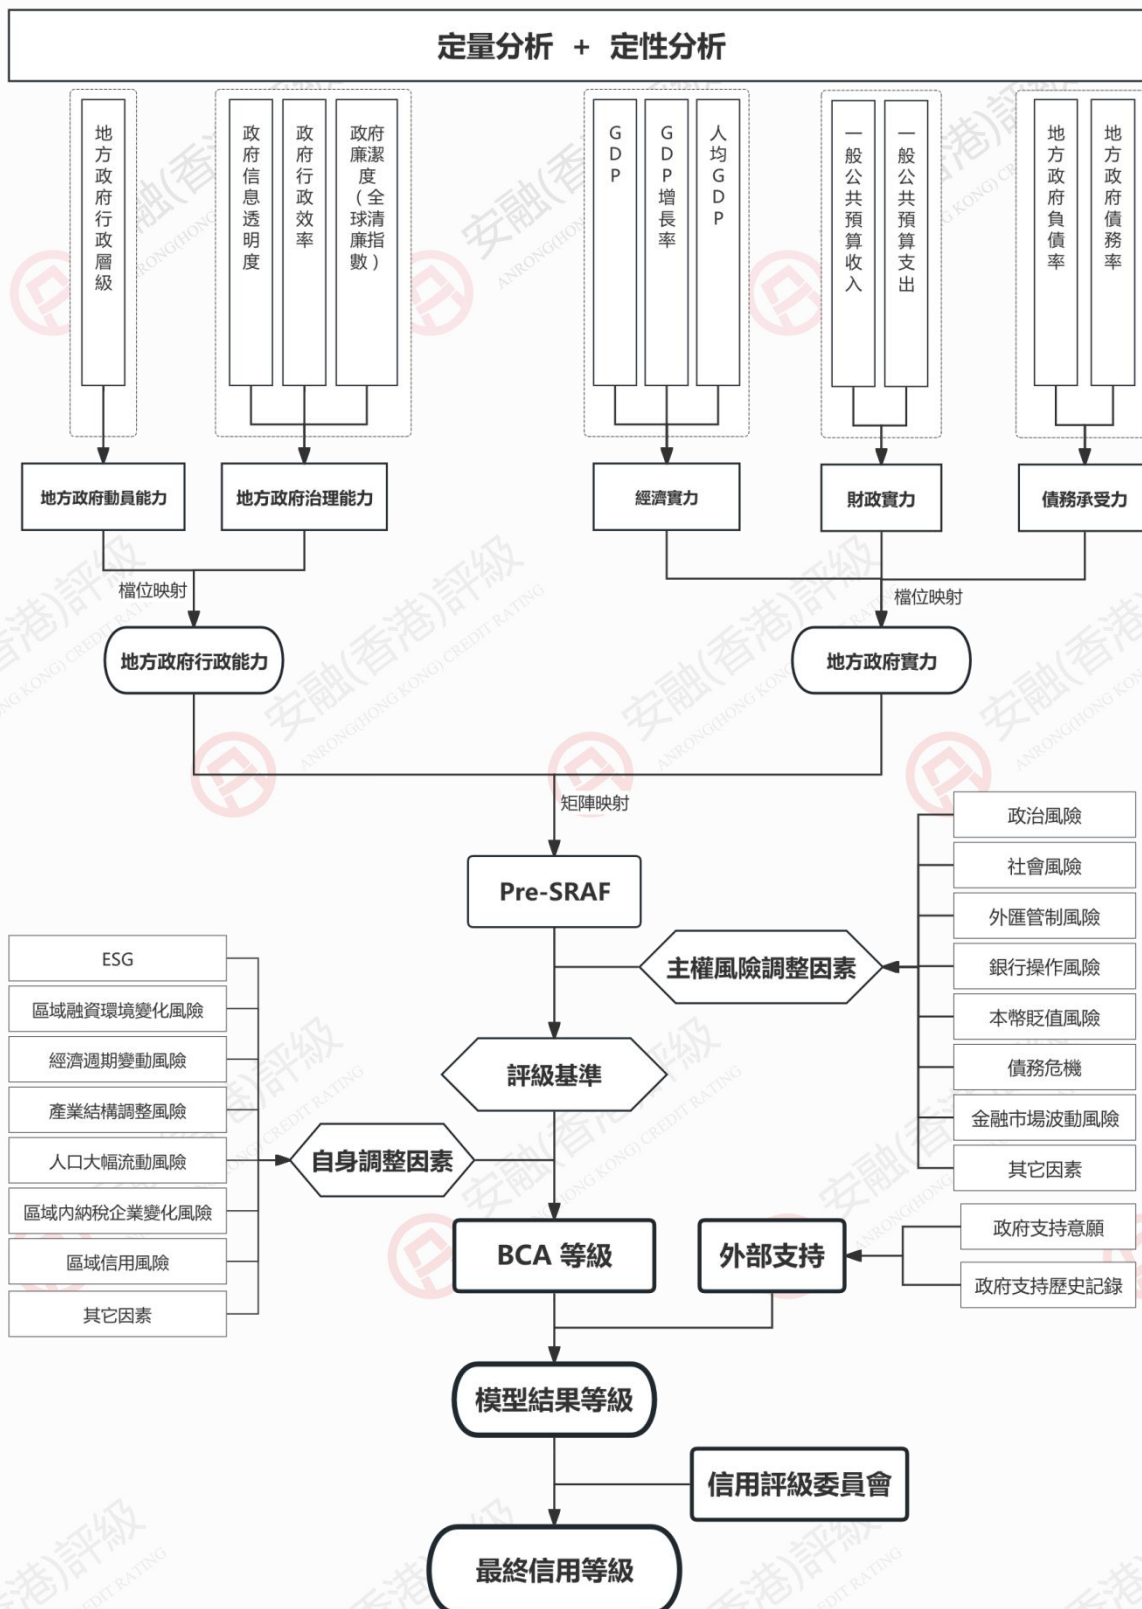 定量分析 + 定性分析
地方政府行政層級
政府信息透明度
政府行政效率
政府廉潔度（全球清廉指數）
GDP
GDP增長率
人均GDP
一般公共預算收入
一般公共預算支出
地方政府負債率
地方政府債務率
地方政府動員能力
地方政府治理能力
經濟實力
財政實力
債務承受力
檔位映射
檔位映射
地方政府行政能力
地方政府實力
矩陣映射
Pre-SRAF
主權風險調整因素
政治風險
社會風險
外匯管制風險
銀行操作風險
本幣貶值風險
債務危機
金融市場波動風險
其它因素
ESG
區域融資環境變化風險
經濟週期變動風險
產業結構調整風險
人口大幅流動風險
區域內納稅企業變化風險
區域信用風險
其它因素
評級基準
自身調整因素
BCA 等級
外部支持
政府支持意願
政府支持歷史記錄
模型結果等級
信用評級委員會
最終信用等級
安融(香港)評級
ANRONG(HONG KONG) CREDIT RATING